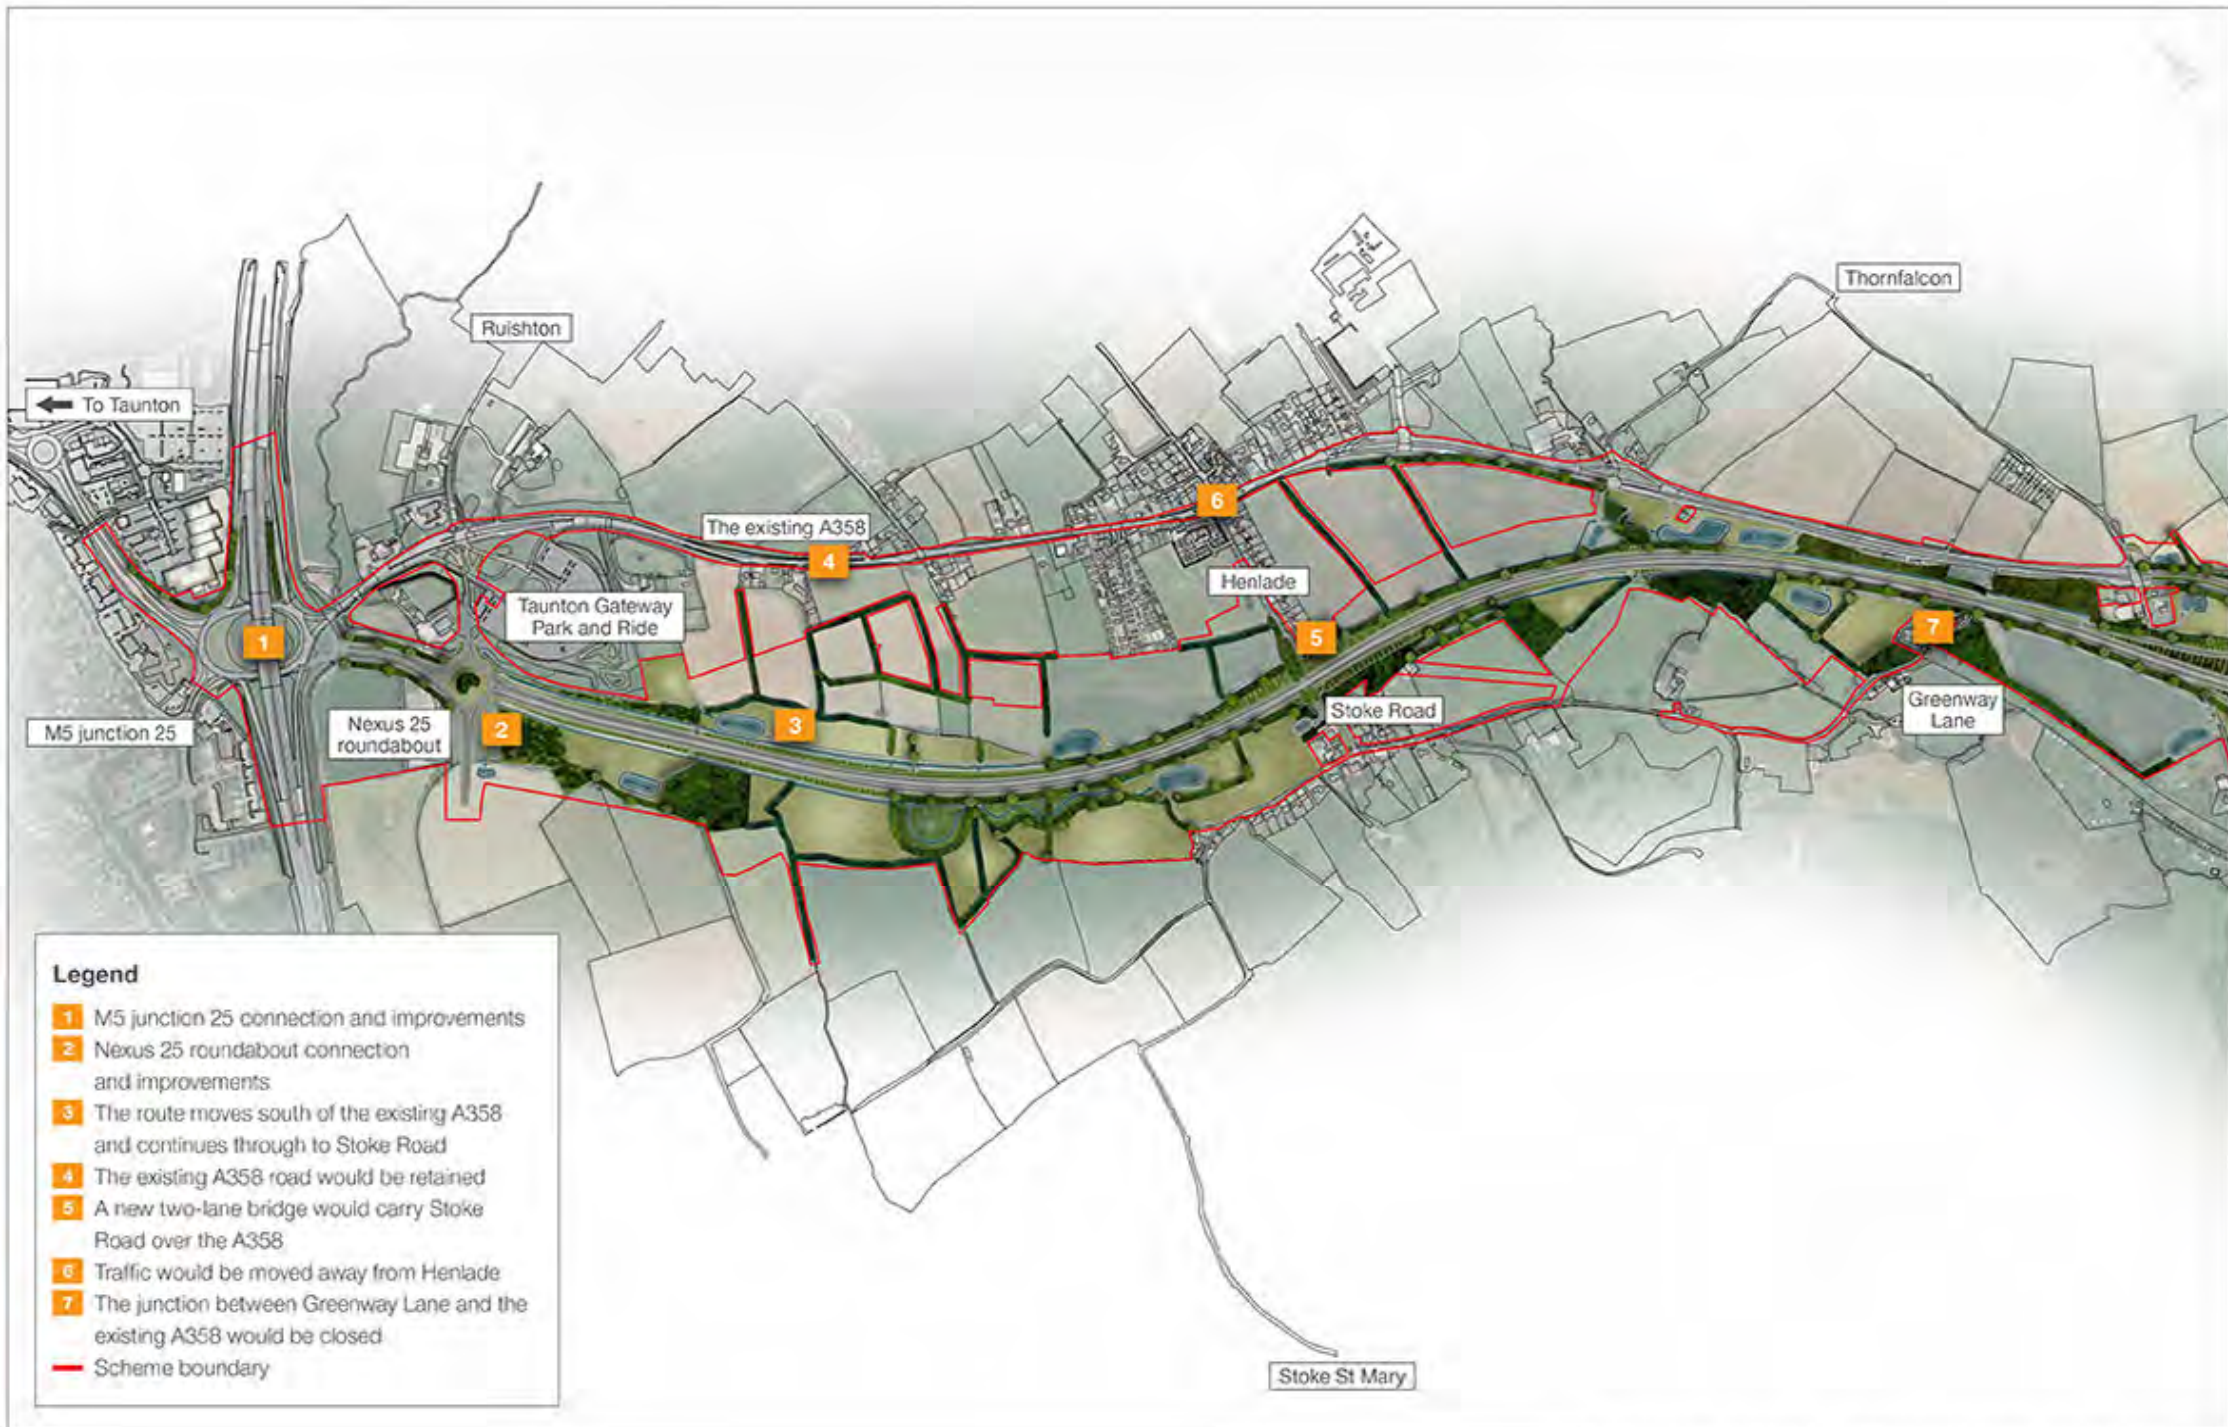 Thornfalcon
Ruishton
To Taunton
The existing A358
6
4
Henlade
Taunton Gateway
Park and Ride
1
5
7
Stoke Road
Greenway
Lane
M5 junction 25
Nexus 25
roundabout
2
3
Legend
1 M5 junction 25 connection and improvements
2 Nexus 25 roundabout connection
and improvements
3 The route moves south of the existing A358
and continues through to Stoke Road
4 The existing A358 road would be retained
5 A new two-lane bridge would carry Stoke
Road over the A358
6 Traffic would be moved away from Henlade
7 The junction between Greenway Lane and the
existing A358 would be closed
Scheme boundary
Stoke St Mary